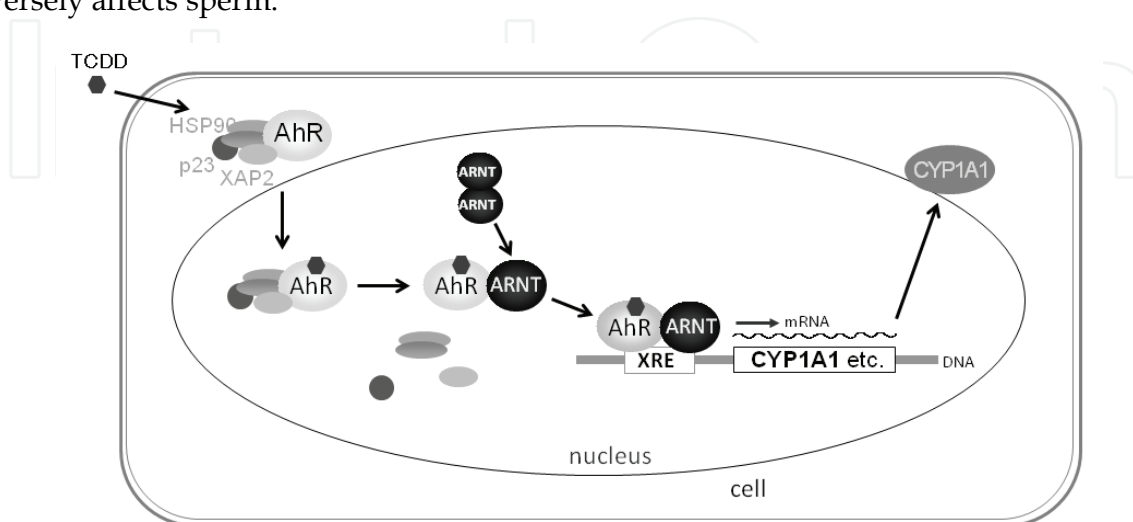 versely affects sperm.
TCDD
HSP90
AhR
p23
XAP2
CYP1A1
ARNT
ARNT
AhR
AhR
ARNT
AhR
ARNT
mRNA
XRE
CYP1A1 etc.
DNA
nucleus
cell